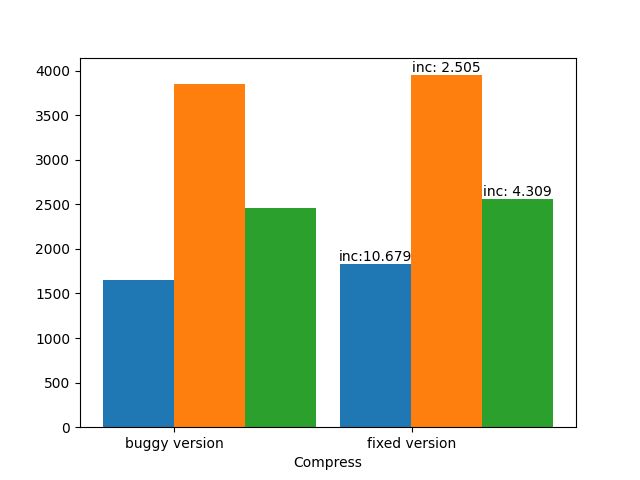 4000
3500
3000
2500
2000
1500
1000
500
0
inc: 2.505
inc: 4.309
inc:10.679
buggy version
fixed version
Compress